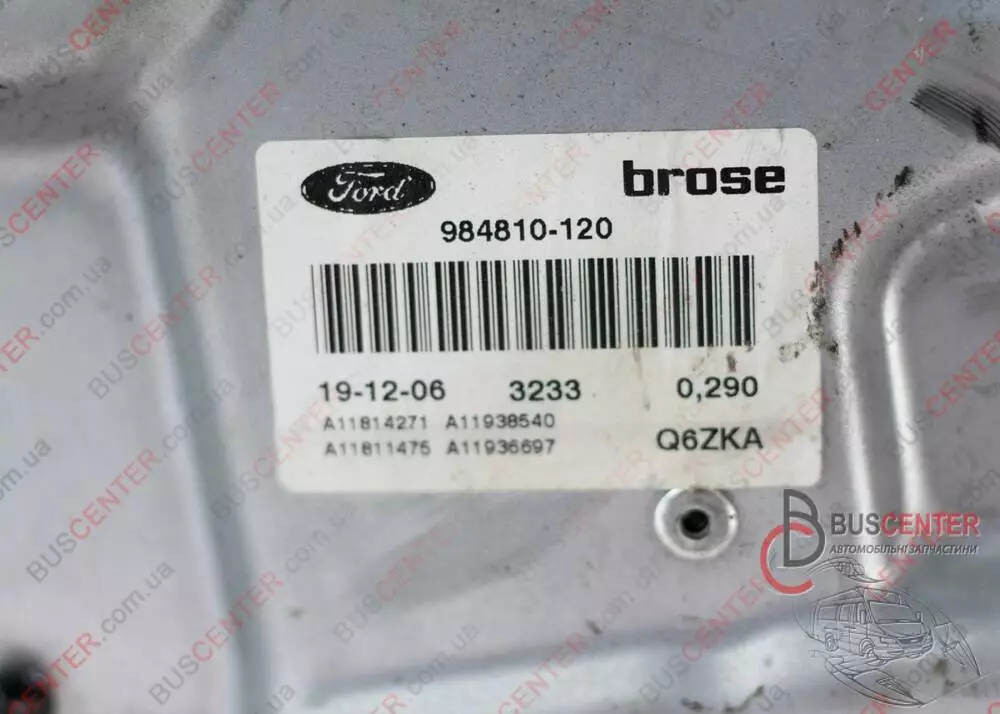 Ford brose
984810-120
19-12-06 3233 0,290
A11814271 A11938540
A11811475 A11936697 Q6ZKA
BUSCENTER
АВТОМОБІЛЬНІ ЗАПЧАСТИНИ
BUSCENTER.com.ua